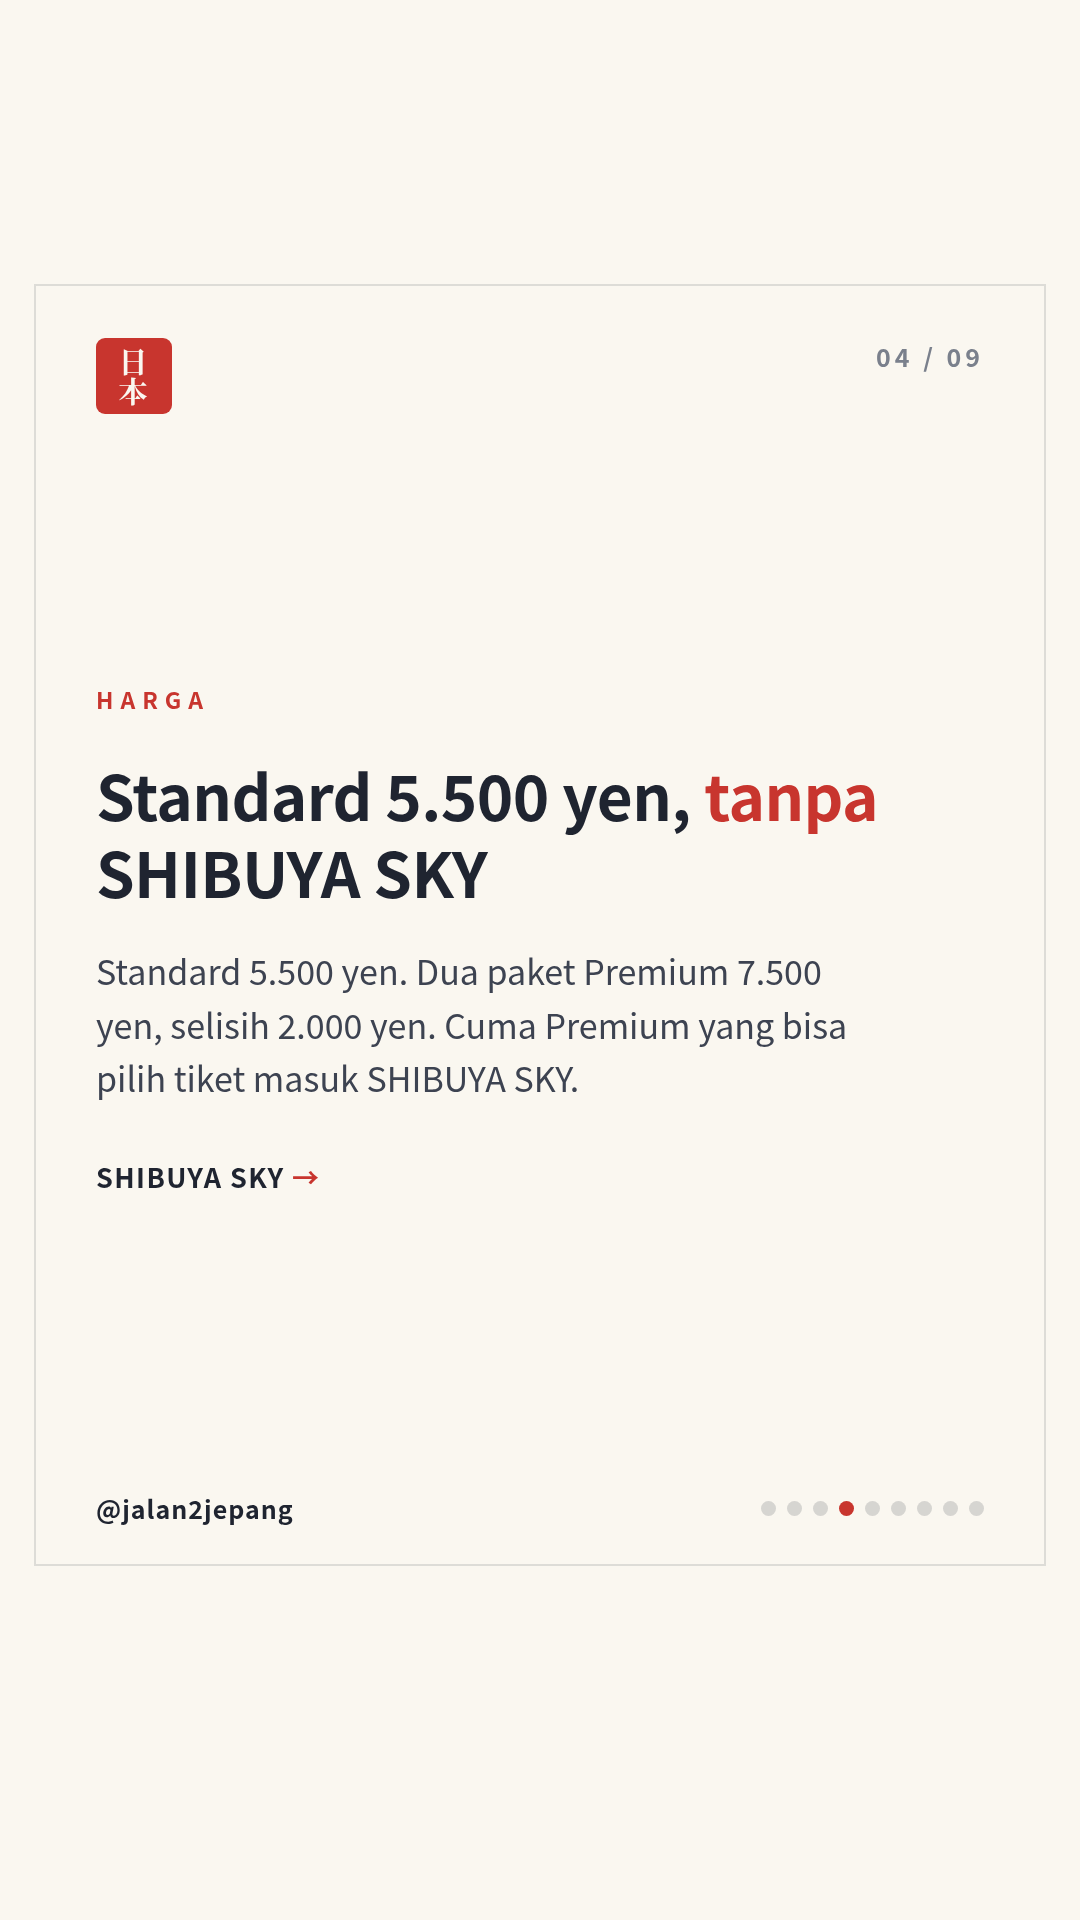 日本
04 / 09
HARGA
Standard 5.500 yen, tanpa
SHIBUYA SKY
Standard 5.500 yen. Dua paket Premium 7.500
yen, selisih 2.000 yen. Cuma Premium yang bisa
pilih tiket masuk SHIBUYA SKY.
SHIBUYA SKY →
@jalan2jepang